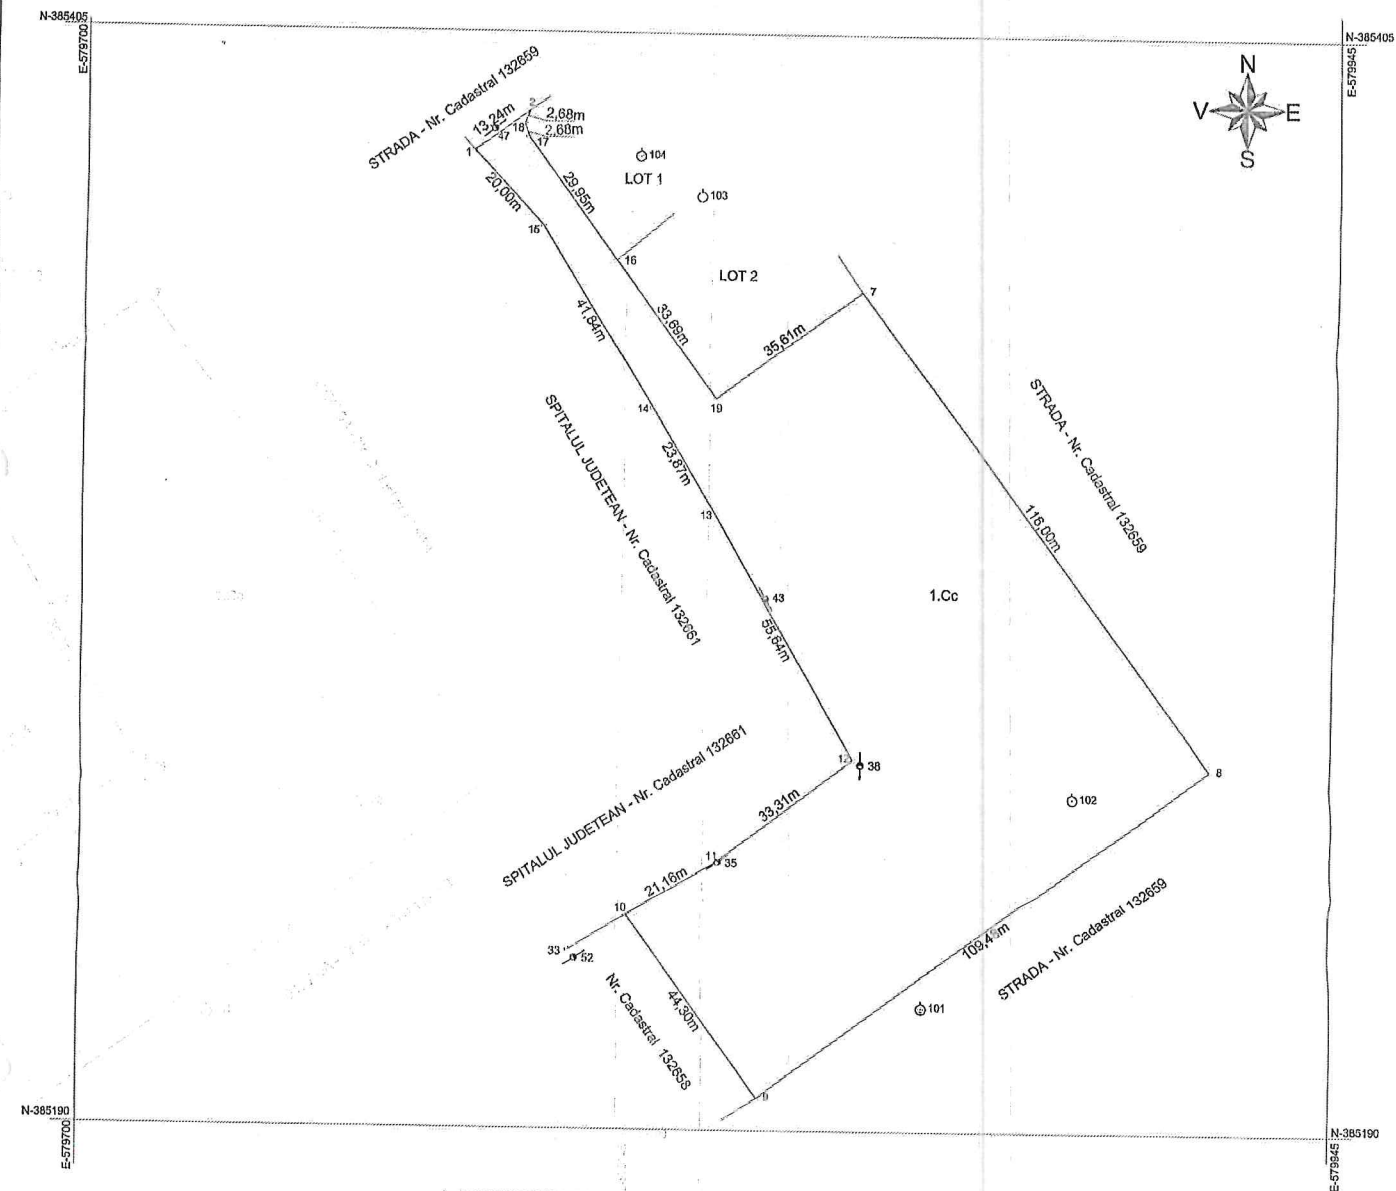 N-385405
E-579700
N-385405
E-579945
N
V
E
S
STRADA - Nr. Cadastral 132659
13,24m
2
2,68m
47
18
2,68m
17
1
104
LOT 1
103
20,00m
29,95m
15
16
LOT 2
7
41,84m
33,69m
35,61m
14
19
SPITALUL JUDETEAN - Nr. Cadastral 132661
23,87m
STRADA - Nr. Cadastral 132659
13
116,00m
43
1.Cc
55,64m
12
38
8
SPITALUL JUDETEAN - Nr. Cadastral 132661
33,31m
102
11
35
21,16m
10
33
52
109,4 m
STRADA - Nr. Cadastral 132659
Nr. Cadastral 132658
44,30m
101
9
N-385190
E-579700
N-385190
E-579945